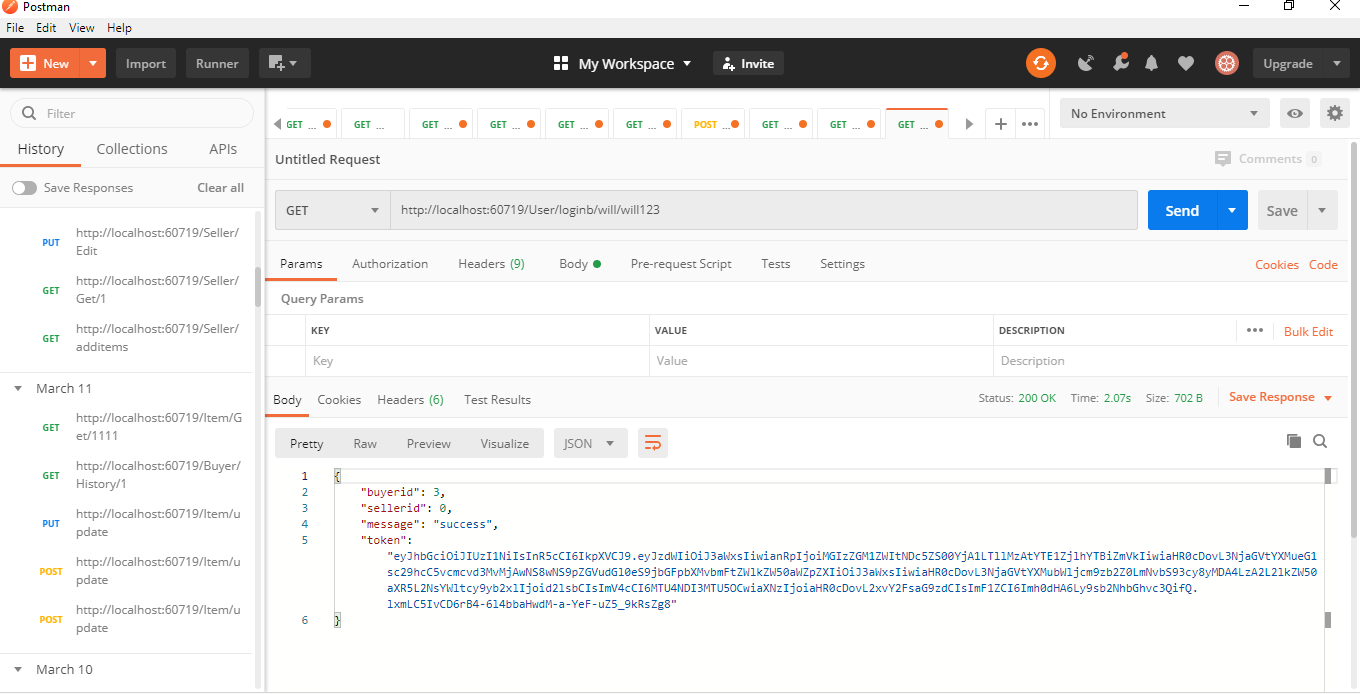 Postman
File Edit View Help
New Import Runner My Workspace Invite Upgrade
Filter
History Collections APIs
Save Responses Clear all
PUT http://localhost:60719/Seller/
Edit
GET http://localhost:60719/Seller/
Get/1
GET http://localhost:60719/Seller/
additems
March 11
GET http://localhost:60719/Item/G
et/1111
GET http://localhost:60719/Buyer/
History/1
PUT http://localhost:60719/Item/u
pdate
POST http://localhost:60719/Item/u
pdate
POST http://localhost:60719/Item/u
pdate
March 10
GET ... GET ... GET ... GET ... GET ... GET ... POST ... GET ... GET ... GET ... No Environment
Untitled Request Comments 0
GET http://localhost:60719/User/loginb/will/will123 Send Save
Params Authorization Headers (9) Body Pre-request Script Tests Settings Cookies Code
Query Params
KEY VALUE DESCRIPTION Bulk Edit
Key Value Description
Body Cookies Headers (6) Test Results Status: 200 OK Time: 2.07s Size: 702 B Save Response
Pretty Raw Preview Visualize JSON
1 {
2 "buyerid": 3,
3 "sellerid": 0,
4 "message": "success",
5 "token":
"eyJhbGciOiJIUzI1NiIsInR5cCI6IkpXVCJ9.eyJzdWIiOiJ3aWxsIiwianRpIjoiMGIzZGM1ZWItNDc5ZS00YjA1LTllMzAtYTE1ZjlhYTBiZmVkIiwiaHR0cDovL3NjaGVtYXMueG1
sc29hcC5vcmcvd3MvMjAwNS8wNS9pZGVudGl0eS9jbGFpbXMvbmFtZWlkZW50aWZpZXIiOiJ3aWxsIiwiaHR0cDovL3NjaGVtYXMubWljcm9zb2Z0LmNvbS93cy8yMDA4LzA2L2lkZW50
aXR5L2NsYWltcy9yb2xlIjoid2lsbCIsImV4cCI6MTU4NDI3MTU5OCwiaXNzIjoiaHR0cDovL2xvY2FsaG9zdCIsImF1ZCI6Imh0dHA6Ly9sb2NhbGhvc3QifQ.
lxmLC5IvCD6rB4-6l4bbaHwdM-a-YeF-uZ5_9kRsZg8"
6 }